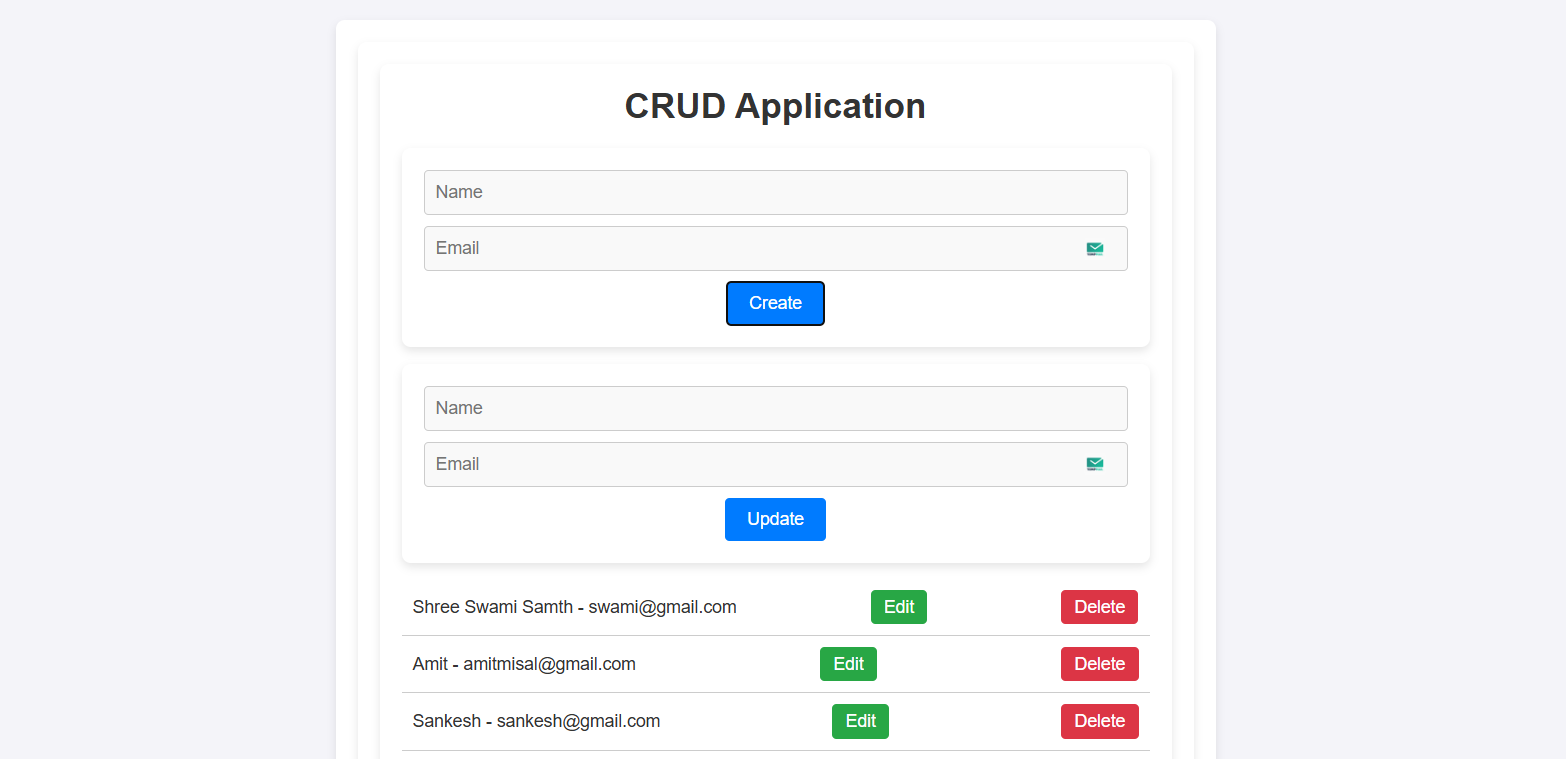 CRUD Application
Name
Email
Create
Name
Email
Update
Shree Swami Samth - swami@gmail.com Edit Delete
Amit - amitmisal@gmail.com Edit Delete
Sankesh - sankesh@gmail.com Edit Delete